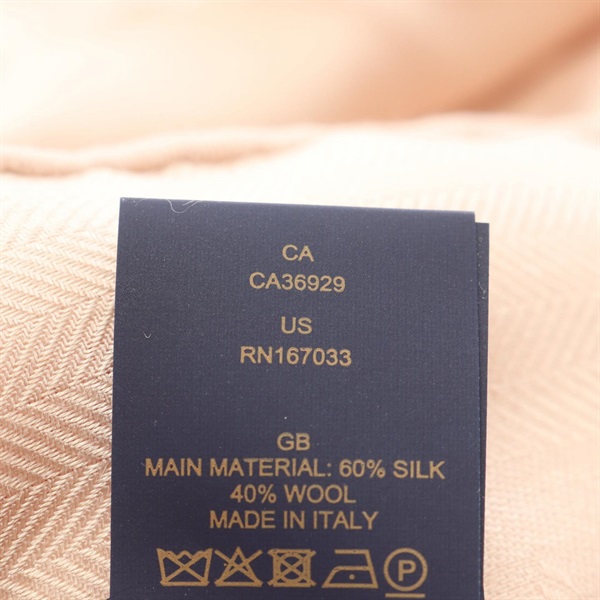 CA
CA36929
US
RN167033
GB
MAIN MATERIAL: 60% SILK
40% WOOL
MADE IN ITALY
P